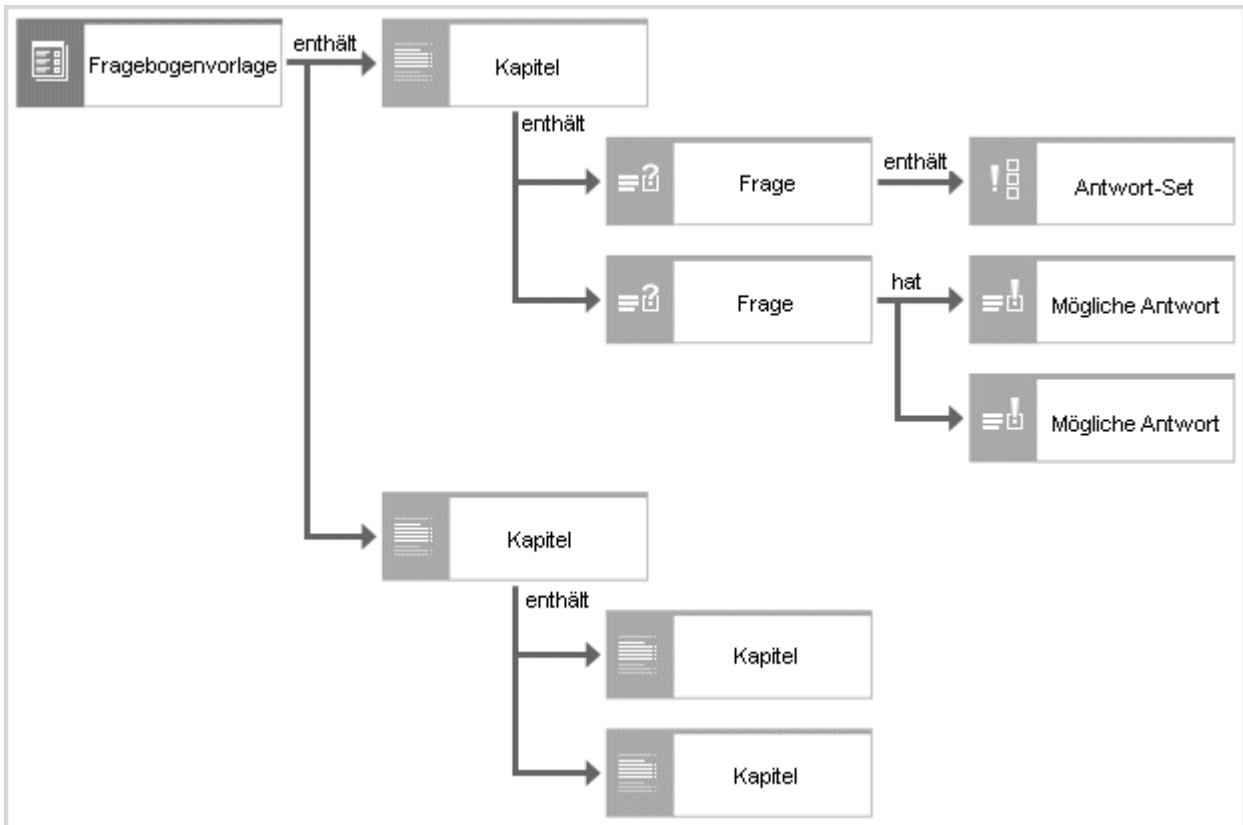 Fragebogenvorlage
enthält
Kapitel
enthält
Frage
enthält
Antwort-Set
Frage
hat
Mögliche Antwort
Mögliche Antwort
Kapitel
enthält
Kapitel
Kapitel